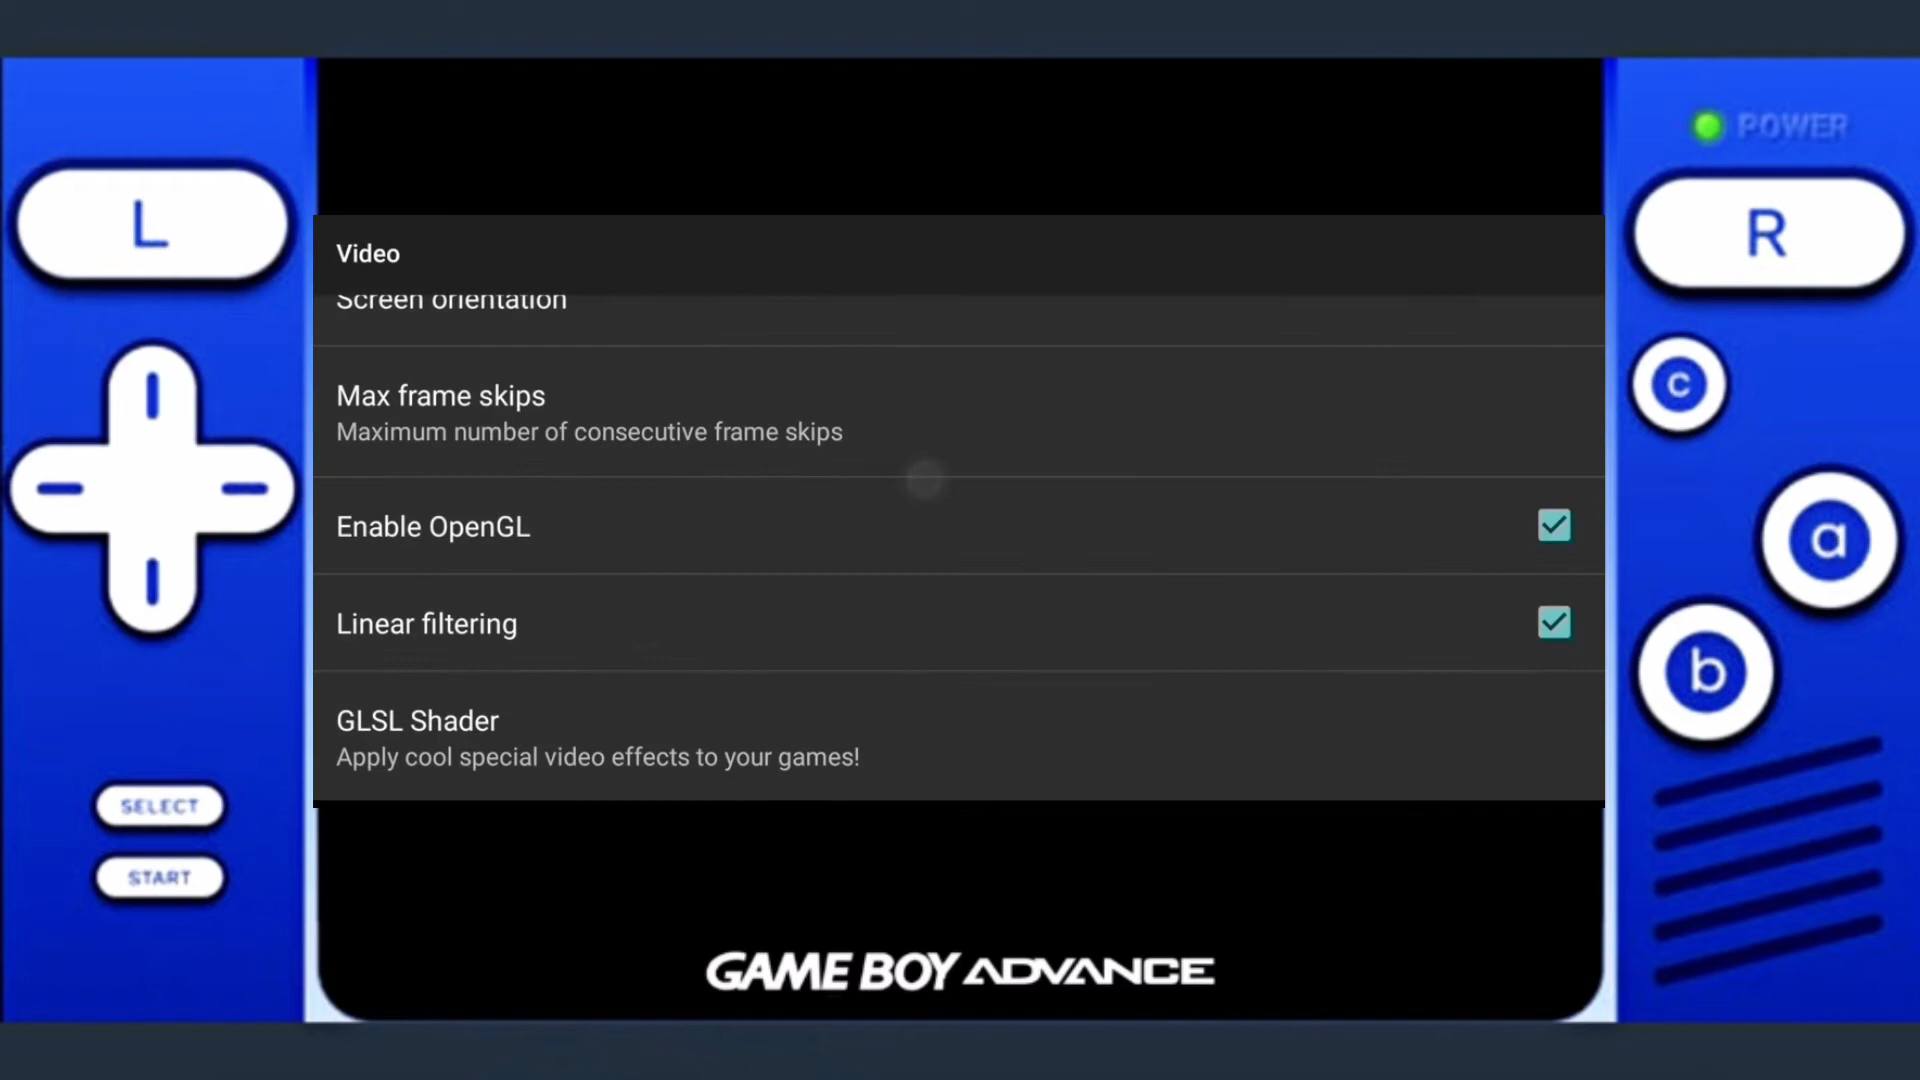 POWER
L
R
Video
Screen orientation
c
Max frame skips
Maximum number of consecutive frame skips
Enable OpenGL
a
Linear filtering
b
GLSL Shader
Apply cool special video effects to your games!
SELECT
START
GAME BOY ADVANCE